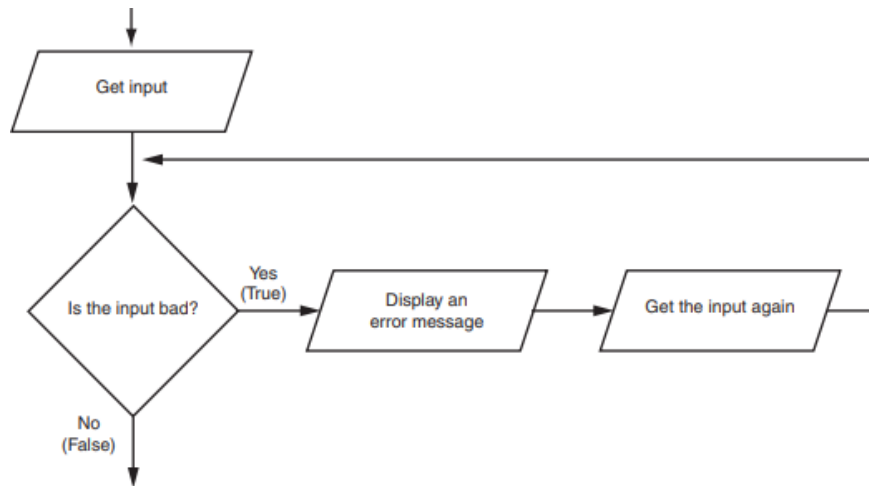 Get input
Is the input bad?
Yes
(True)
Display an
error message
Get the input again
No
(False)